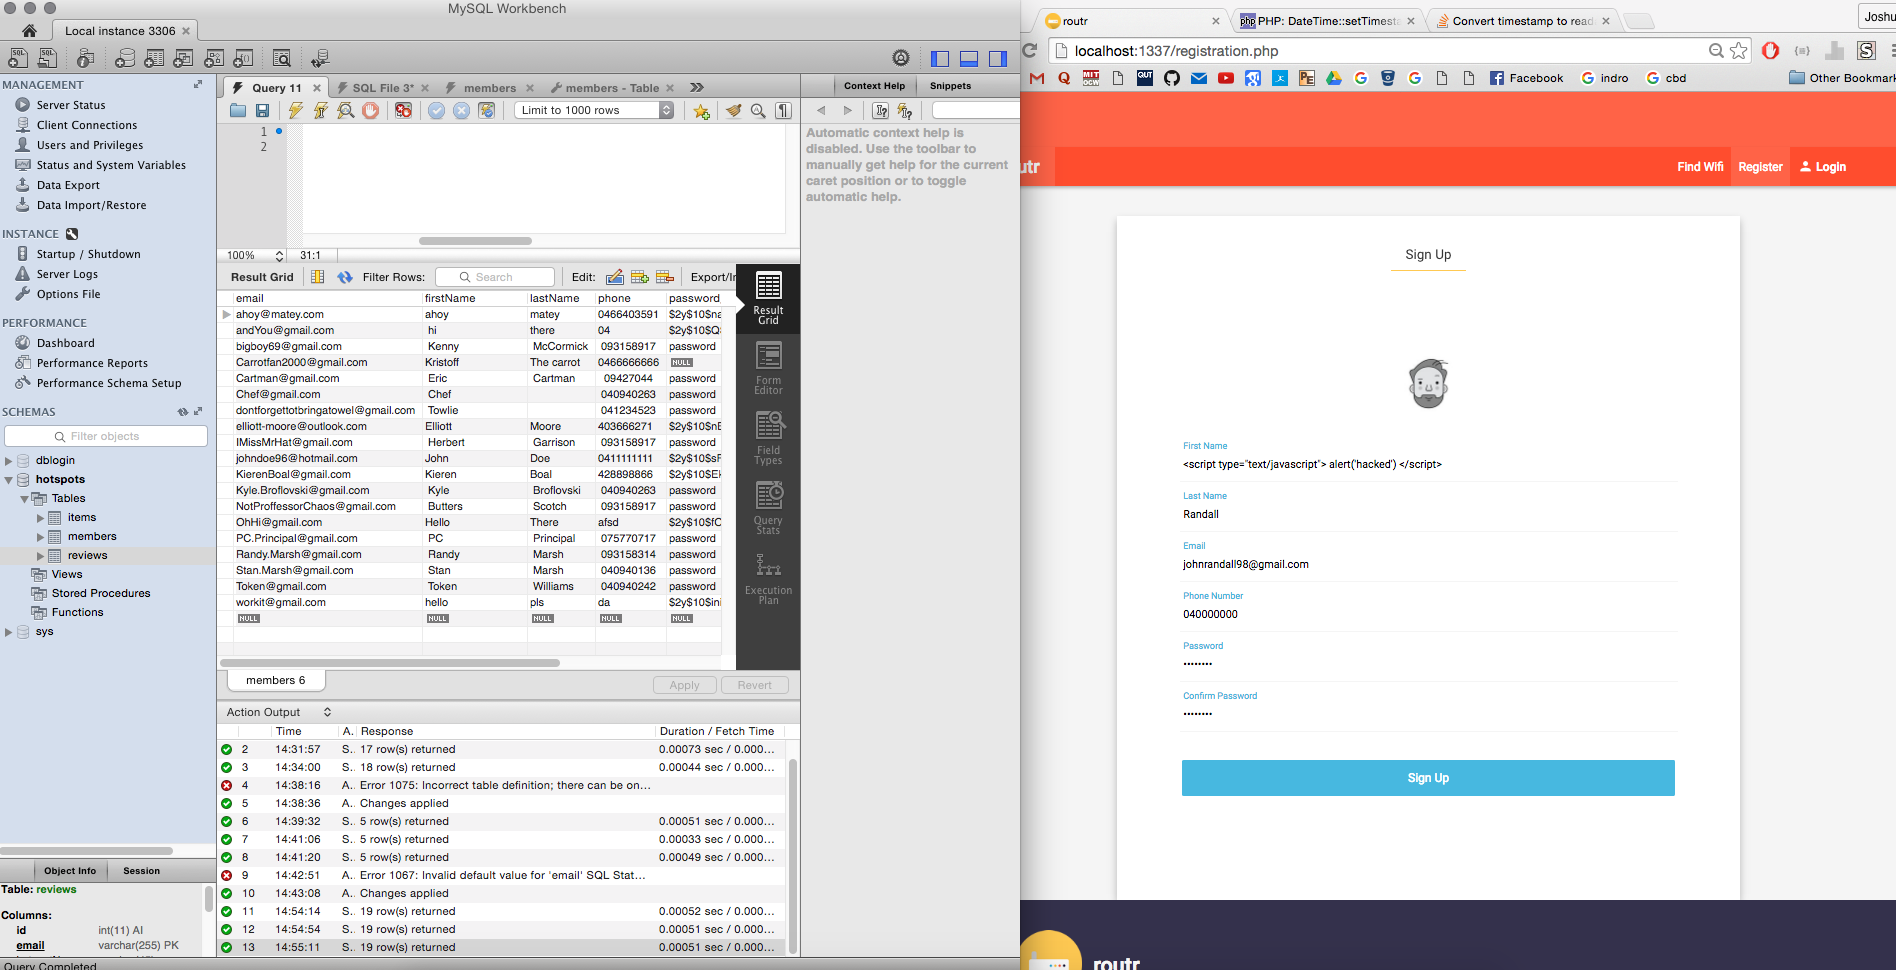 MySQL Workbench
Local instance 3306
MANAGEMENT
Server Status
Client Connections
Users and Privileges
Status and System Variables
Data Export
Data Import/Restore
INSTANCE
Startup / Shutdown
Server Logs
Options File
PERFORMANCE
Dashboard
Performance Reports
Performance Schema Setup
SCHEMAS
Filter objects
dblogin
hotspots
Tables
items
members
reviews
Views
Stored Procedures
Functions
sys
Object Info Session
Table: reviews
Columns:
id int(11) AI
email varchar(255) PK
Query Completed
Query 11 SQL File 3* members members - Table
Limit to 1000 rows
1
2
100% 31:1
Result Grid Filter Rows: Search Edit: Export/Ir
email firstName lastName phone password
ahoy@matey.com ahoy matey 0466403591 $2y$10$na
andYou@gmail.com hi there 04 $2y$10$Q
bigboy69@gmail.com Kenny McCormick 093158917 password
Carrotfan2000@gmail.com Kristoff The carrot 0466666666 NULL
Cartman@gmail.com Eric Cartman 09427044 password
Chef@gmail.com Chef 040940263 password
dontforgettobringatowel@gmail.com Towlie 041234523 password
elliott-moore@outlook.com Elliott Moore 403666271 $2y$10$nE
IMissMrHat@gmail.com Herbert Garrison 093158917 password
johndoe96@hotmail.com John Doe 0411111111 $2y$10$sF
KierenBoal@gmail.com Kieren Boal 428898866 $2y$10$Ek
Kyle.Broflovski@gmail.com Kyle Broflovski 040940263 password
NotProffessorChaos@gmail.com Butters Scotch 093158917 password
OhHi@gmail.com Hello There afsd $2y$10$fC
PC.Principal@gmail.com PC Principal 075770717 password
Randy.Marsh@gmail.com Randy Marsh 093158314 password
Stan.Marsh@gmail.com Stan Marsh 040940136 password
Token@gmail.com Token Williams 040940242 password
workit@gmail.com hello pls da $2y$10$ini
NULL NULL NULL NULL NULL
Result
Grid
Form
Editor
Field
Types
Query
Stats
Execution
Plan
members 6 Apply Revert
Action Output
Time A.. Response Duration / Fetch Time
2 14:31:57 S.. 17 row(s) returned 0.00073 sec / 0.000...
3 14:34:00 S.. 18 row(s) returned 0.00044 sec / 0.000...
4 14:38:16 A.. Error 1075: Incorrect table definition; there can be on...
5 14:38:36 A.. Changes applied
6 14:39:32 S.. 5 row(s) returned 0.00051 sec / 0.000...
7 14:41:06 S.. 5 row(s) returned 0.00033 sec / 0.000...
8 14:41:20 S.. 5 row(s) returned 0.00049 sec / 0.000...
9 14:42:51 A.. Error 1067: Invalid default value for 'email' SQL Stat...
10 14:43:08 A.. Changes applied
11 14:54:14 S.. 19 row(s) returned 0.00052 sec / 0.000...
12 14:54:54 S.. 19 row(s) returned 0.00051 sec / 0.000...
13 14:55:11 S.. 19 row(s) returned 0.00051 sec / 0.000...
Context Help Snippets
Automatic context help is
disabled. Use the toolbar to
manually get help for the current
caret position or to toggle
automatic help.
routr PHP: DateTime::setTimesta Convert timestamp to read Joshu
localhost:1337/registration.php
Facebook indro cbd Other Bookmark
utr Find Wifi Register Login
Sign Up
First Name
<script type="text/javascript"> alert('hacked') </script>
Last Name
Randall
Email
johnrandall98@gmail.com
Phone Number
040000000
Password
••••••••
Confirm Password
••••••••
Sign Up
routr